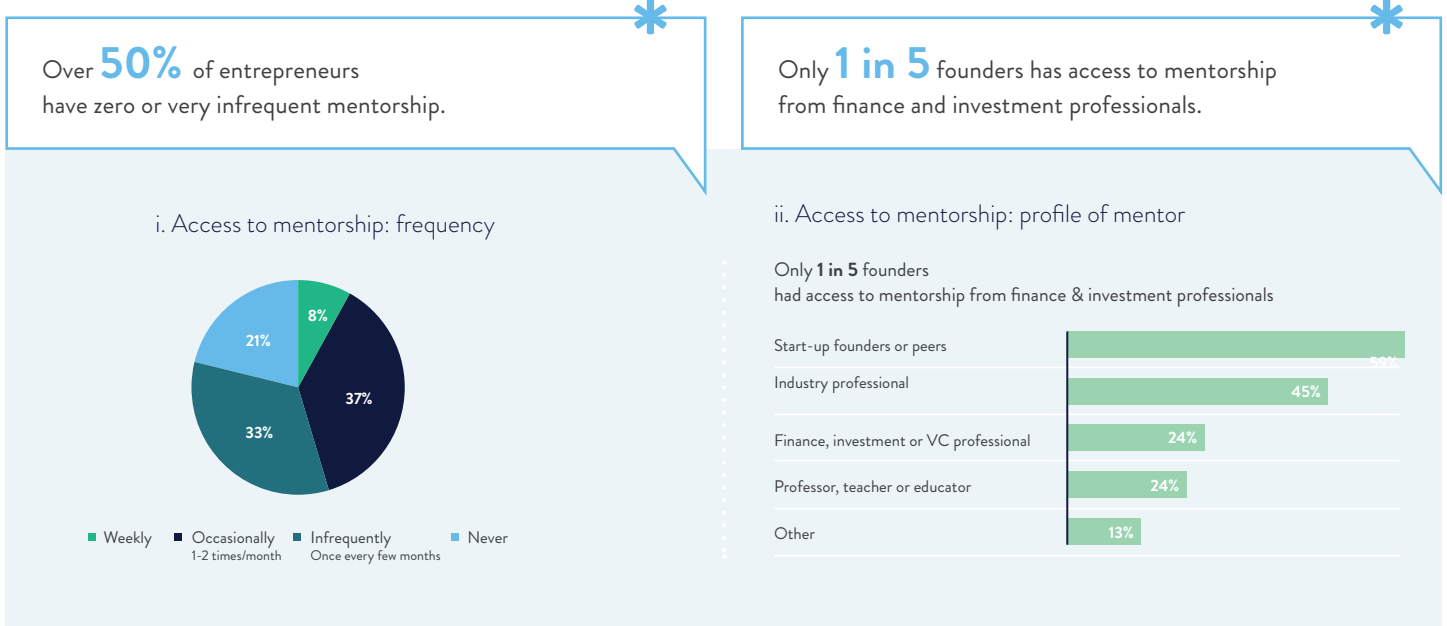 Over 50% of entrepreneurs
have zero or very infrequent mentorship.
Only 1 in 5 founders has access to mentorship
from finance and investment professionals.
i. Access to mentorship: frequency
8%
21%
37%
33%
Weekly
Occasionally
1-2 times/month
Infrequently
Once every few months
Never
ii. Access to mentorship: profile of mentor
Only 1 in 5 founders
had access to mentorship from finance & investment professionals
Start-up founders or peers
59%
Industry professional
45%
Finance, investment or VC professional
24%
Professor, teacher or educator
24%
Other
13%